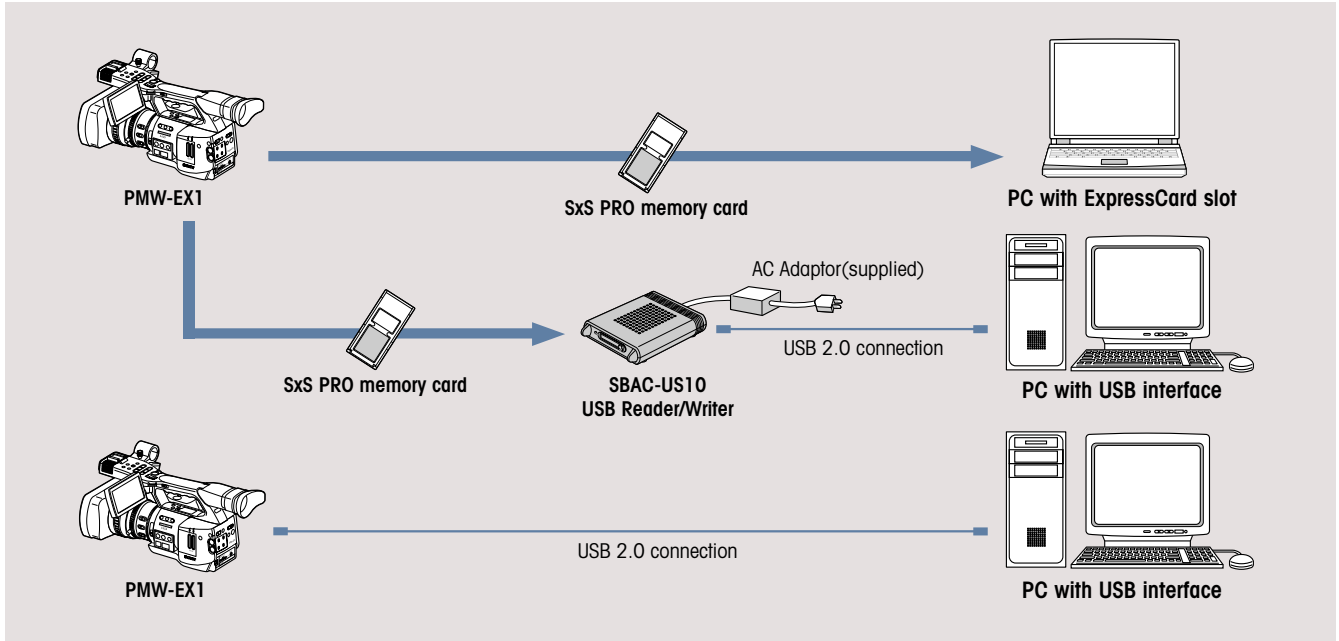 PMW-EX1
SxS PRO memory card
PC with ExpressCard slot
AC Adaptor(supplied)
USB 2.0 connection
SxS PRO memory card
SBAC-US10
USB Reader/Writer
PC with USB interface
USB 2.0 connection
PMW-EX1
PC with USB interface